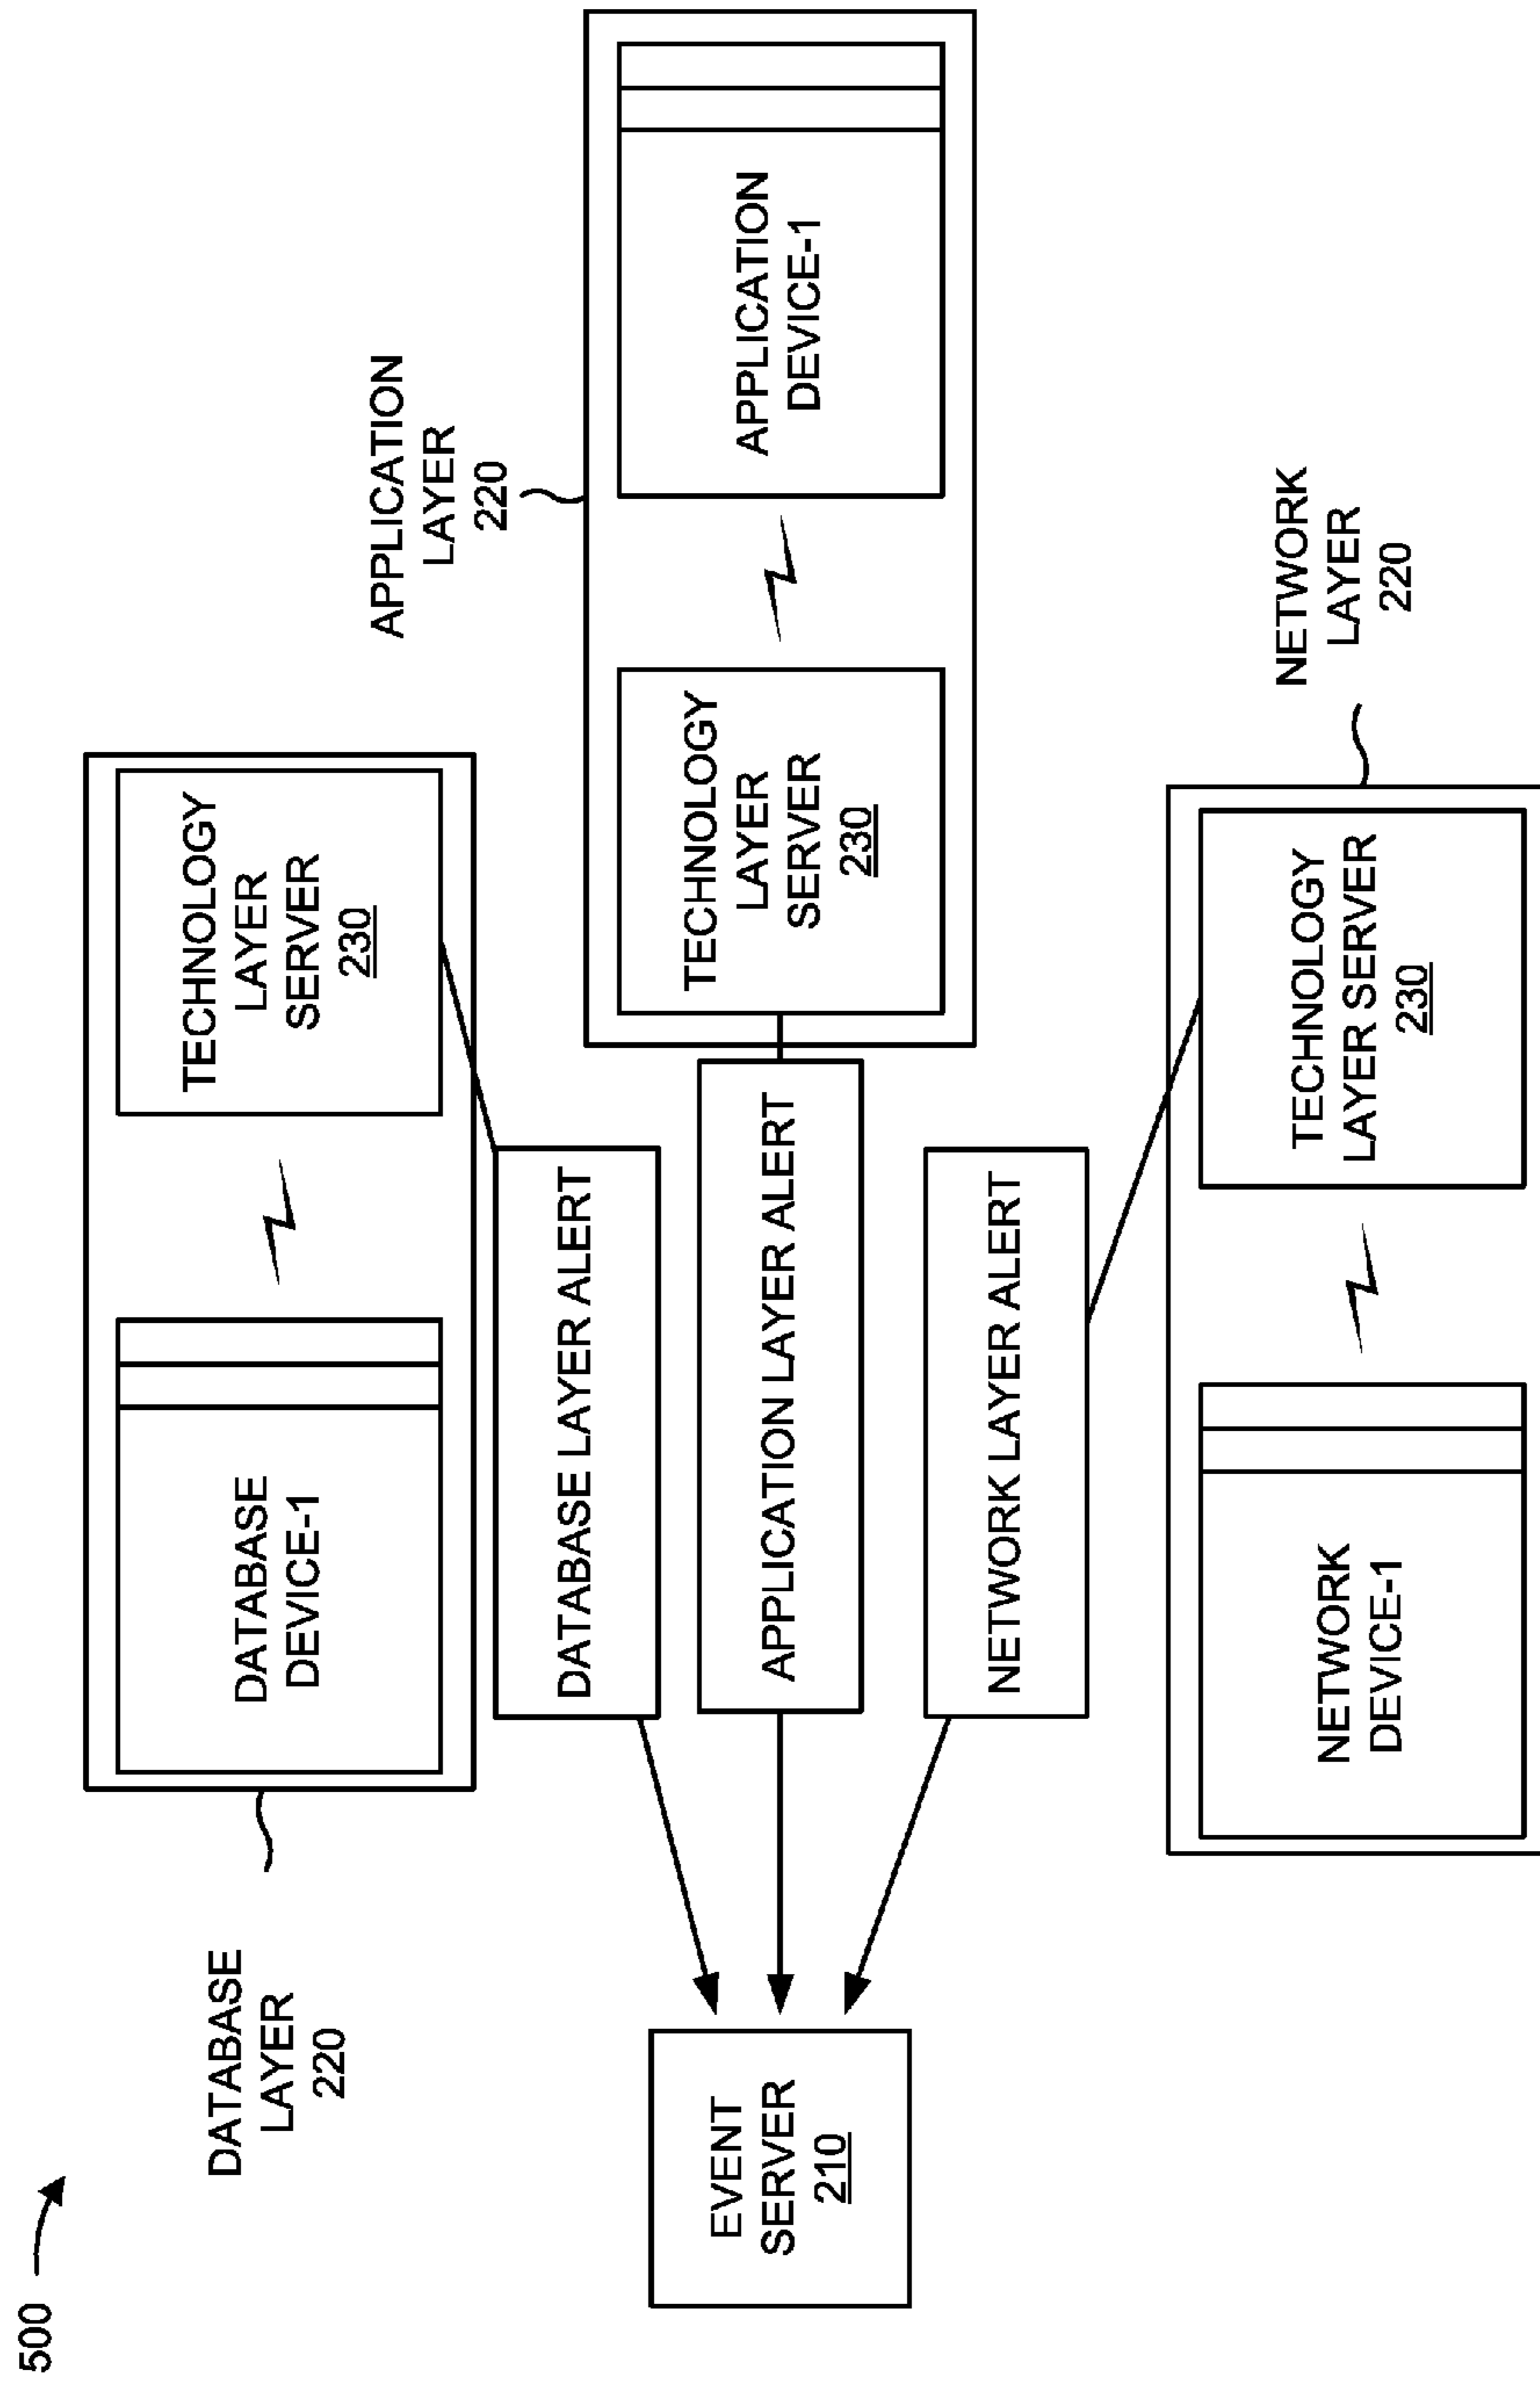 500
DATABASE
LAYER
220
DATABASE
DEVICE-1
TECHNOLOGY
LAYER
SERVER
230
APPLICATION
LAYER
220
DATABASE LAYER ALERT
EVENT
SERVER
210
APPLICATION LAYER ALERT
TECHNOLOGY
LAYER
SERVER
230
APPLICATION
DEVICE-1
NETWORK LAYER ALERT
NETWORK
LAYER
220
NETWORK
DEVICE-1
TECHNOLOGY
LAYER SERVER
230